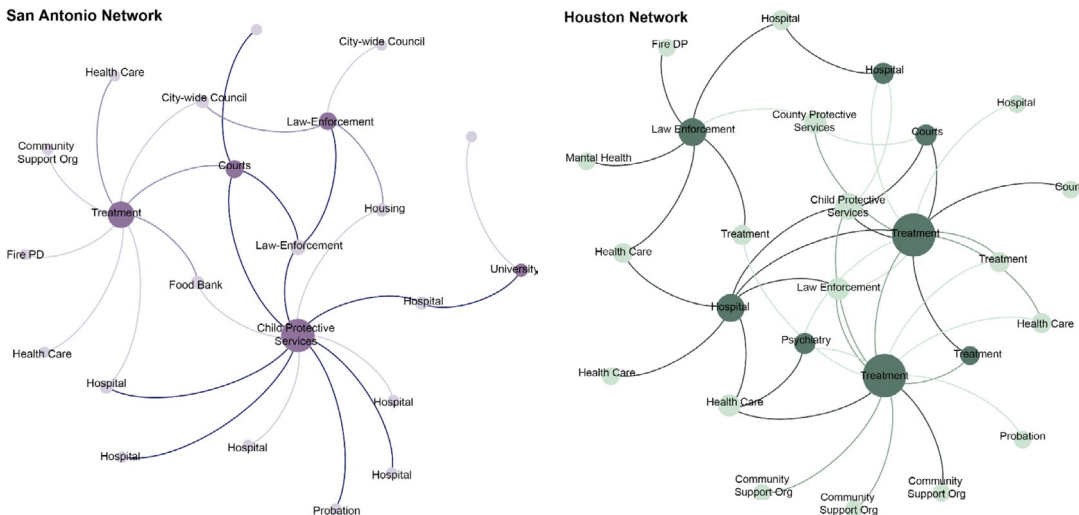 San Antonio Network
City-wide Council
Health Care
City-wide Council
Law-Enforcement
Community
Support Org
Courts
Treatment
Housing
Law-Enforcement
Fire PD
Food Bank
University
Hospital
Child Protective
Services
Health Care
Hospital
Hospital
Hospital
Hospital
Hospital
Probation
Houston Network
Hospital
Fire DP
Hospital
Hospital
County Protective
Services
Law Enforcement
Courts
Mantal Health
Coun
Child Protective
Services
Treatment
Treatment
Health Care
Treatment
Law Enforcement
Hospital
Health Care
Psychiatry
Treatment
Health Care
Treatment
Health Care
Probation
Community
Support Org
Community
Support Org
Community
Support Org